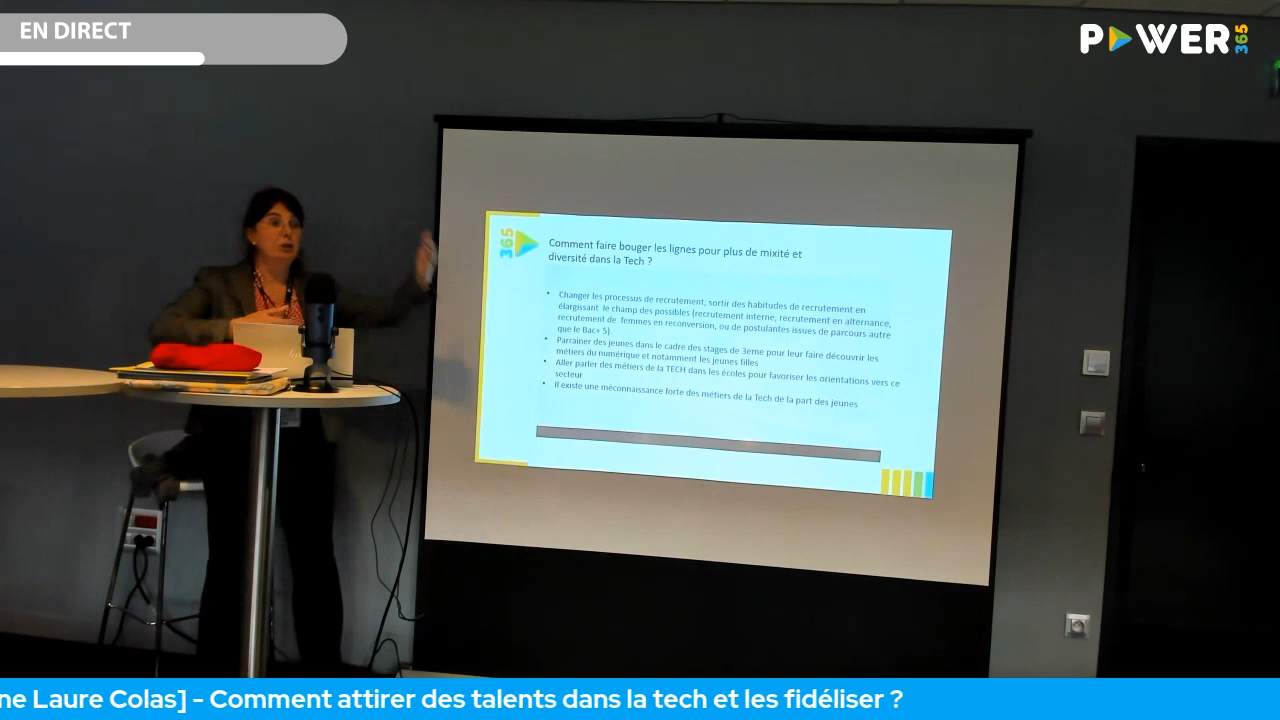 EN DIRECT
POWER
365
365
Comment faire bouger les lignes pour plus de mixité et
diversité dans la Tech ?
• Changer les processus de recrutement, sortir des habitudes de recrutement en
élargissant le champ des possibles (recrutement interne, recrutement en alternance,
recrutement de femmes en reconversion, ou de postulantes issues de parcours autre
que le Bac+ 5).
• Parrainer des jeunes dans le cadre des stages de 3eme pour leur faire découvrir les
métiers du numérique et notamment les jeunes filles
• Aller parler des métiers de la TECH dans les écoles pour favoriser les orientations vers ce
secteur
• Il existe une méconnaissance forte des métiers de la Tech de la part des jeunes
ne Laure Colas] - Comment attirer des talents dans la tech et les fidéliser ?